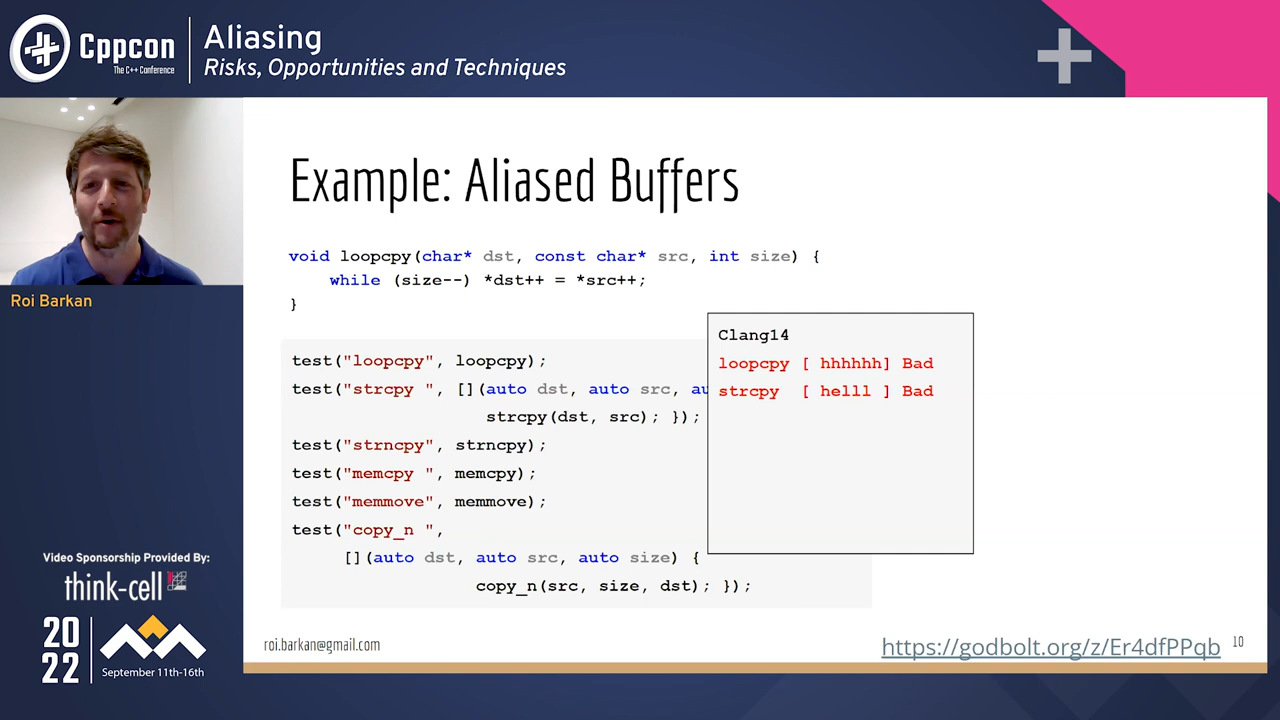 Cppcon
The C++ Conference
Aliasing
Risks, Opportunities and Techniques
Roi Barkan
Example: Aliased Buffers
void loopcpy(char* dst, const char* src, int size) {
while (size--) *dst++ = *src++;
}
test("loopcpy", loopcpy);
test("strcpy ", [](auto dst, auto src, au
strcpy(dst, src); });
test("strncpy", strncpy);
test("memcpy ", memcpy);
test("memmove", memmove);
test("copy_n ",
[](auto dst, auto src, auto size) {
copy_n(src, size, dst); });
Clang14
loopcpy [ hhhhhh] Bad
strcpy  [ helll ] Bad
Video Sponsorship Provided By:
think-cell
20
22
September 11th-16th
roi.barkan@gmail.com
https://godbolt.org/z/Er4dfPPqb
10